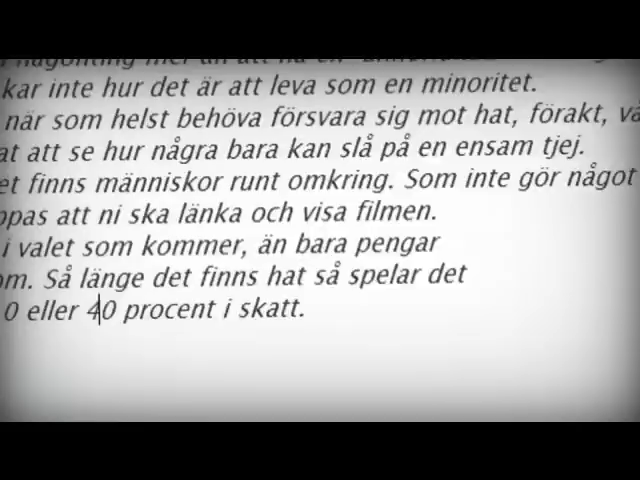 kar inte hur det är att leva som en minoritet.
när som helst behöva försvara sig mot hat, förakt,
at att se hur några bara kan slå på en ensam tjej.
et finns människor runt omkring. Som inte gör något
ppas att ni ska länka och visa filmen.
i valet som kommer, än bara pengar
om. Så länge det finns hat så spelar det
0 eller 40 procent i skatt.